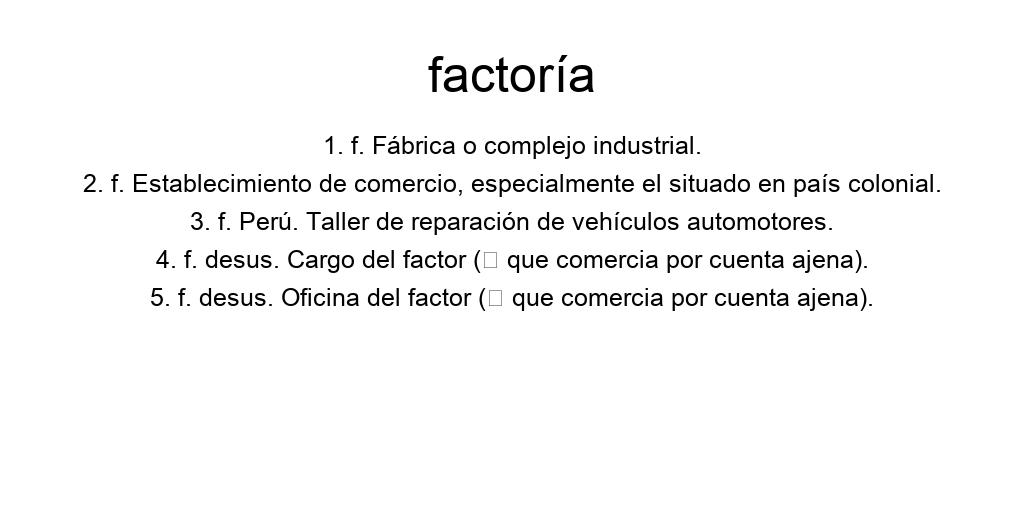 factoría
1. f. Fábrica o complejo industrial.
2. f. Establecimiento de comercio, especialmente el situado en país colonial.
3. f. Perú. Taller de reparación de vehículos automotores.
4. f. desus. Cargo del factor (□ que comercia por cuenta ajena).
5. f. desus. Oficina del factor (□ que comercia por cuenta ajena).